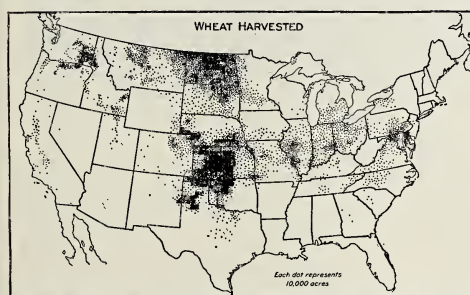 WHEAT HARVESTED
Each dot represents
10,000 acres